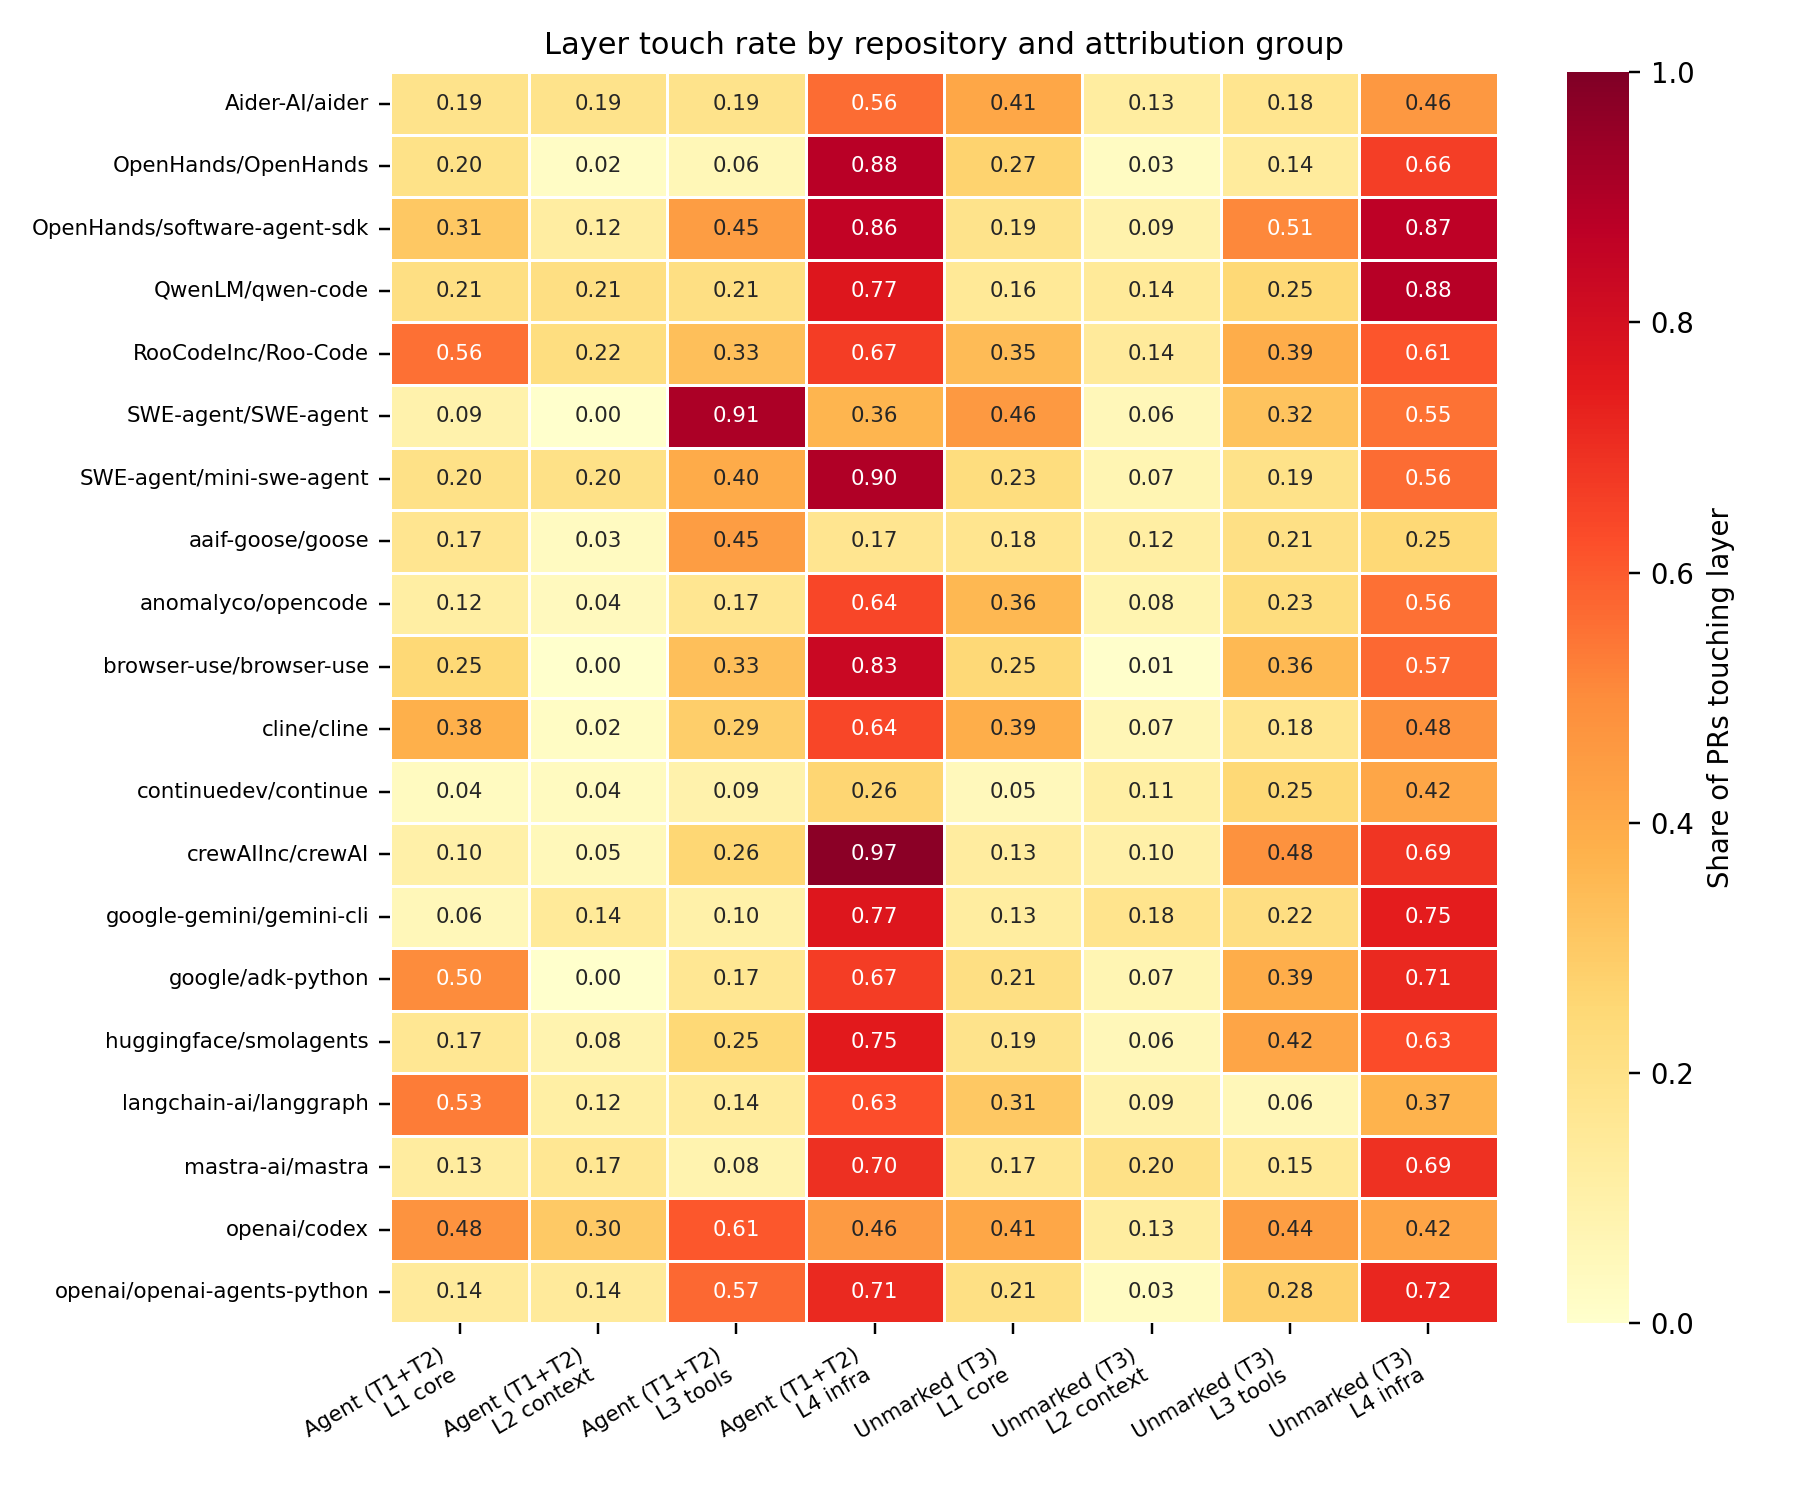 Layer touch rate by repository and attribution group
Aider-AI/aider 0.19 0.19 0.19 0.56 0.41 0.13 0.18 0.46
OpenHands/OpenHands 0.20 0.02 0.06 0.88 0.27 0.03 0.14 0.66
OpenHands/software-agent-sdk 0.31 0.12 0.45 0.86 0.19 0.09 0.51 0.87
QwenLM/qwen-code 0.21 0.21 0.21 0.77 0.16 0.14 0.25 0.88
RooCodeInc/Roo-Code 0.56 0.22 0.33 0.67 0.35 0.14 0.39 0.61
SWE-agent/SWE-agent 0.09 0.00 0.91 0.36 0.46 0.06 0.32 0.55
SWE-agent/mini-swe-agent 0.20 0.20 0.40 0.90 0.23 0.07 0.19 0.56
aaif-goose/goose 0.17 0.03 0.45 0.17 0.18 0.12 0.21 0.25
anomalyco/opencode 0.12 0.04 0.17 0.64 0.36 0.08 0.23 0.56
browser-use/browser-use 0.25 0.00 0.33 0.83 0.25 0.01 0.36 0.57
cline/cline 0.38 0.02 0.29 0.64 0.39 0.07 0.18 0.48
continuedev/continue 0.04 0.04 0.09 0.26 0.05 0.11 0.25 0.42
crewAIInc/crewAI 0.10 0.05 0.26 0.97 0.13 0.10 0.48 0.69
google-gemini/gemini-cli 0.06 0.14 0.10 0.77 0.13 0.18 0.22 0.75
google/adk-python 0.50 0.00 0.17 0.67 0.21 0.07 0.39 0.71
huggingface/smolagents 0.17 0.08 0.25 0.75 0.19 0.06 0.42 0.63
langchain-ai/langgraph 0.53 0.12 0.14 0.63 0.31 0.09 0.06 0.37
mastra-ai/mastra 0.13 0.17 0.08 0.70 0.17 0.20 0.15 0.69
openai/codex 0.48 0.30 0.61 0.46 0.41 0.13 0.44 0.42
openai/openai-agents-python 0.14 0.14 0.57 0.71 0.21 0.03 0.28 0.72
Agent (T1+T2)
L1 core
Agent (T1+T2)
L2 context
Agent (T1+T2)
L3 tools
Agent (T1+T2)
L4 infra
Unmarked (T3)
L1 core
Unmarked (T3)
L2 context
Unmarked (T3)
L3 tools
Unmarked (T3)
L4 infra
1.0
0.8
0.6
0.4
0.2
0.0
Share of PRs touching layer